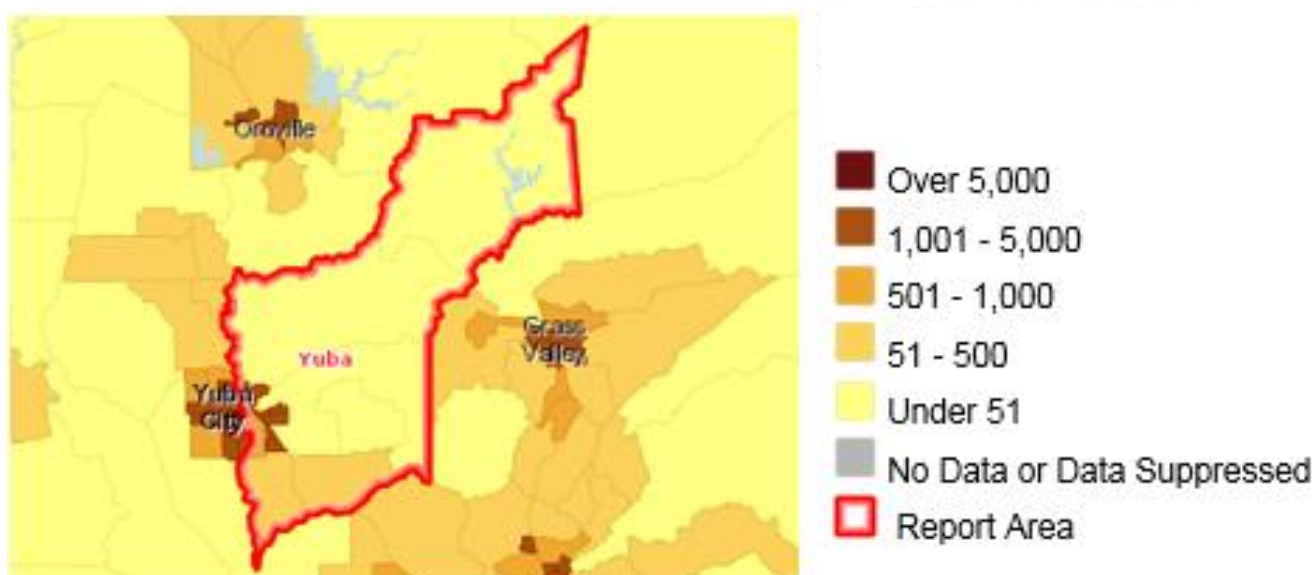 Oroville
Grass
Valley
Yuba
Yuba
City
Over 5,000
1,001 - 5,000
501 - 1,000
51 - 500
Under 51
No Data or Data Suppressed
Report Area